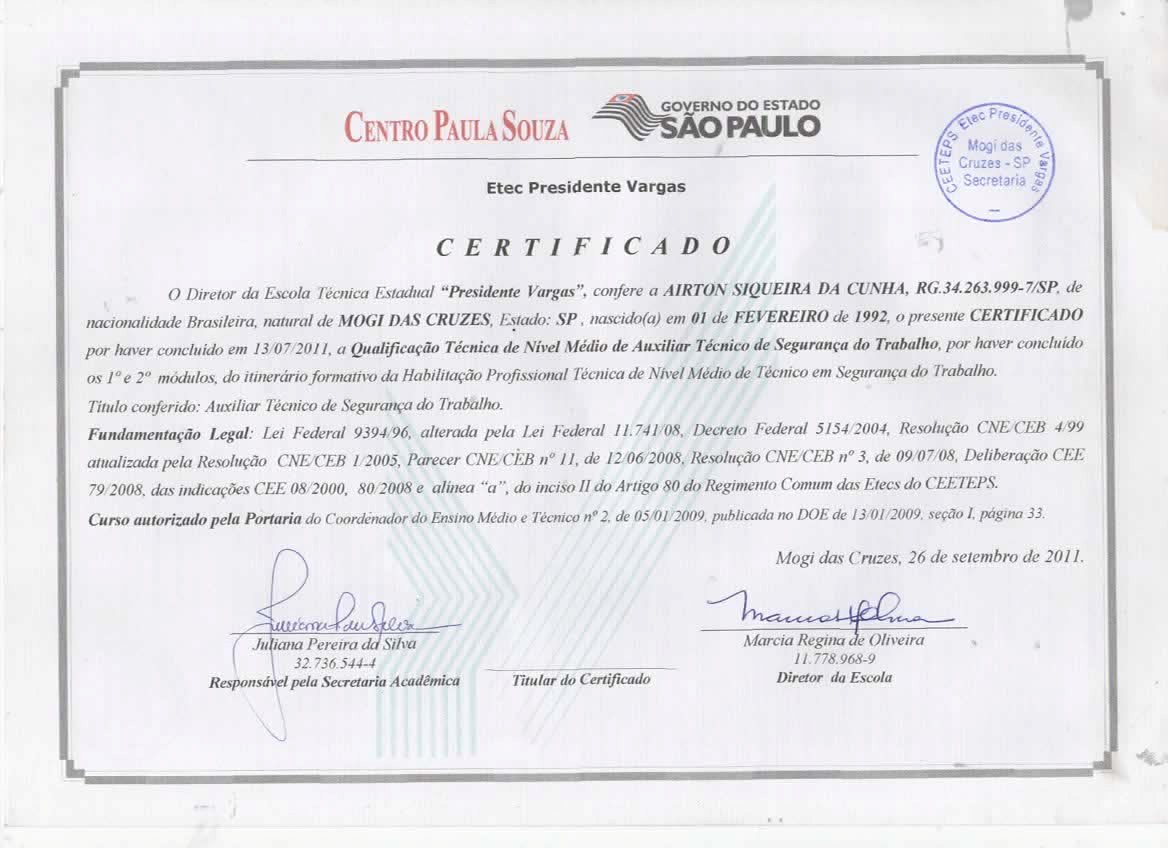 CENTRO PAULA SOUZA
GOVERNO DO ESTADO
SÃO PAULO
CEETEPS Etec Presidente Vargas
Mogi das
Cruzes - SP
Secretaria
Etec Presidente Vargas
CERTIFICADO
O Diretor da Escola Técnica Estadual “Presidente Vargas”, confere a AIRTON SIQUEIRA DA CUNHA, RG.34.263.999-7/SP, de
nacionalidade Brasileira, natural de MOGI DAS CRUZES, Estado: SP , nascido(a) em 01 de FEVEREIRO de 1992, o presente CERTIFICADO
por haver concluído em 13/07/2011, a Qualificação Técnica de Nível Médio de Auxiliar Técnico de Segurança do Trabalho, por haver concluído
os 1º e 2º módulos, do itinerário formativo da Habilitação Profissional Técnica de Nível Médio de Técnico em Segurança do Trabalho.
Título conferido: Auxiliar Técnico de Segurança do Trabalho.
Fundamentação Legal: Lei Federal 9394/96, alterada pela Lei Federal 11.741/08, Decreto Federal 5154/2004, Resolução CNE/CEB 4/99
atualizada pela Resolução CNE/CEB 1/2005, Parecer CNE/CEB nº 11, de 12/06/2008, Resolução CNE/CEB nº 3, de 09/07/08, Deliberação CEE
79/2008, das indicações CEE 08/2000, 80/2008 e alínea “a”, do inciso II do Artigo 80 do Regimento Comum das Etecs do CEETEPS.
Curso autorizado pela Portaria do Coordenador do Ensino Médio e Técnico nº 2, de 05/01/2009, publicada no DOE de 13/01/2009, seção I, página 33.
Mogi das Cruzes, 26 de setembro de 2011.
Juliana Pereira da Silva
32.736.544-4
Responsável pela Secretaria Acadêmica
Titular do Certificado
Marcia Regina de Oliveira
11.778.968-9
Diretor da Escola